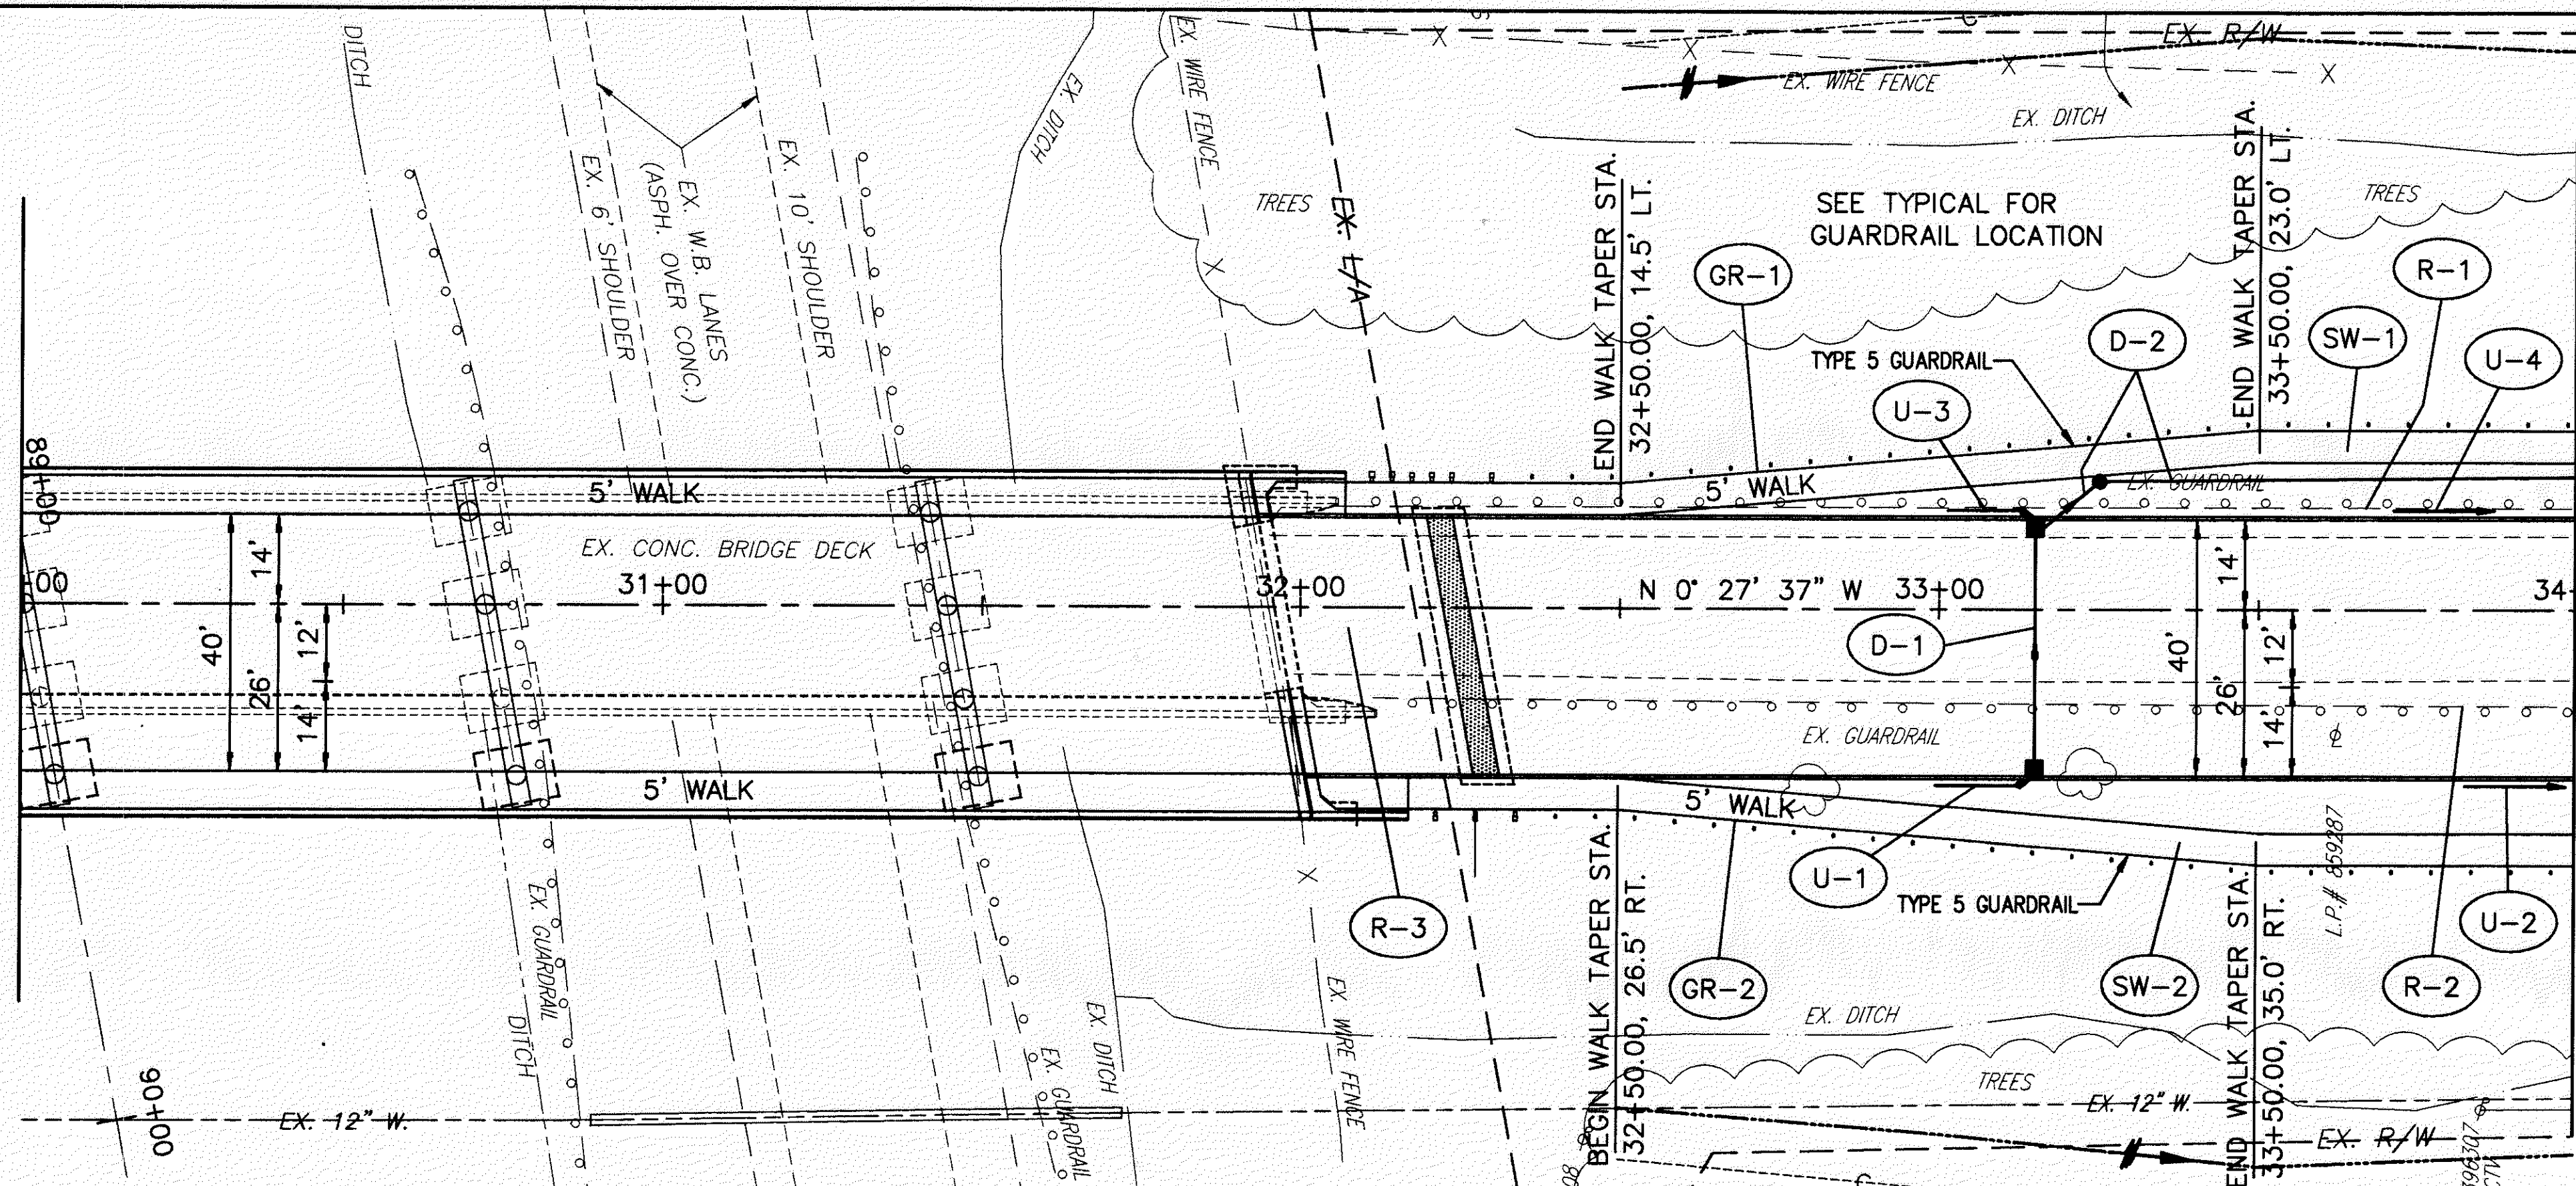 DITCH
EX. 6' SHOULDER
EX. W.B. LANES
(ASPH. OVER CONC.)
EX. 10' SHOULDER
EX. DITCH
EX. WIRE FENCE
TREES
EX. L/A
X
X
X
X
X
EX. R/W
EX. WIRE FENCE
EX. DITCH
END WALK TAPER STA.
32+50.00, 14.5' LT.
SEE TYPICAL FOR
GUARDRAIL LOCATION
END WALK TAPER STA.
33+50.00, 23.0' LT.
TREES
GR-1
TYPE 5 GUARDRAIL
U-3
D-2
SW-1
R-1
U-4
89+00
5' WALK
5' WALK
EX. GUARDRAIL
EX. CONC. BRIDGE DECK
+00
31+00
32+00
N 0° 27' 37" W
33+00
34
40'
14'
26'
12'
14'
D-1
40'
14'
26'
12'
14'
EX. GUARDRAIL
5' WALK
5' WALK
X
R-3
BEGIN WALK TAPER STA.
32+50.00, 26.5' RT.
GR-2
U-1
TYPE 5 GUARDRAIL
SW-2
END WALK TAPER STA.
33+50.00, 35.0' RT.
L.P.# 859287
R-2
U-2
EX. GUARDRAIL
DITCH
EX. DITCH
EX. GUARDRAIL
EX. WIRE FENCE
EX. DITCH
TREES
90+00
EX. 12" W.
EX. 12" W.
EX. R/W